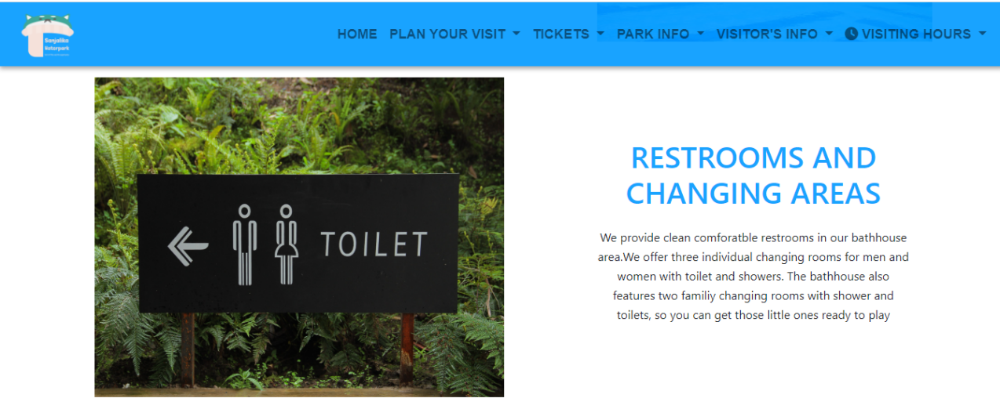 Sanjaliko
Waterpark
HOME PLAN YOUR VISIT TICKETS PARK INFO VISITOR'S INFO VISITING HOURS
TOILET
RESTROOMS AND
CHANGING AREAS
We provide clean comforatble restrooms in our bathhouse
area.We offer three individual changing rooms for men and
women with toilet and showers. The bathhouse also
features two familiy changing rooms with shower and
toilets, so you can get those little ones ready to play